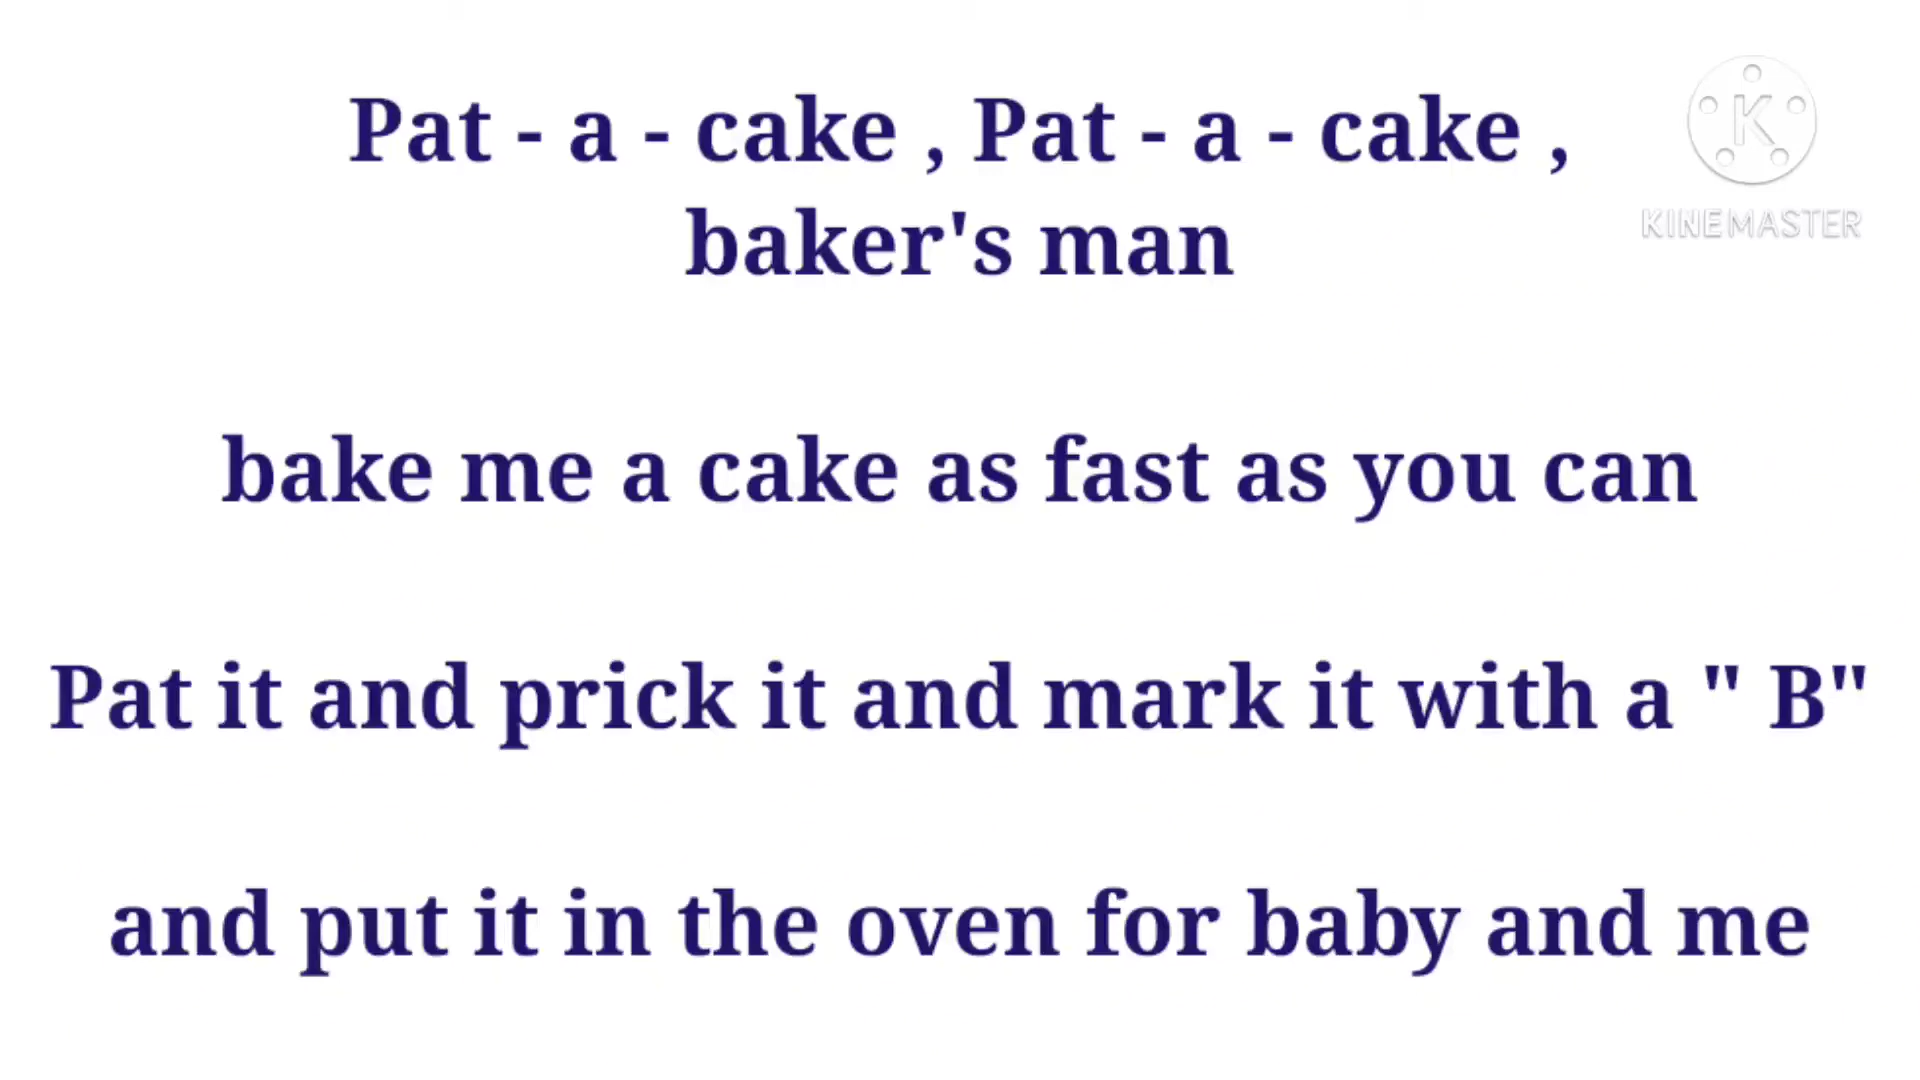 Pat - a - cake , Pat - a - cake ,
baker's man
bake me a cake as fast as you can
Pat it and prick it and mark it with a " B"
and put it in the oven for baby and me
K
KINEMASTER